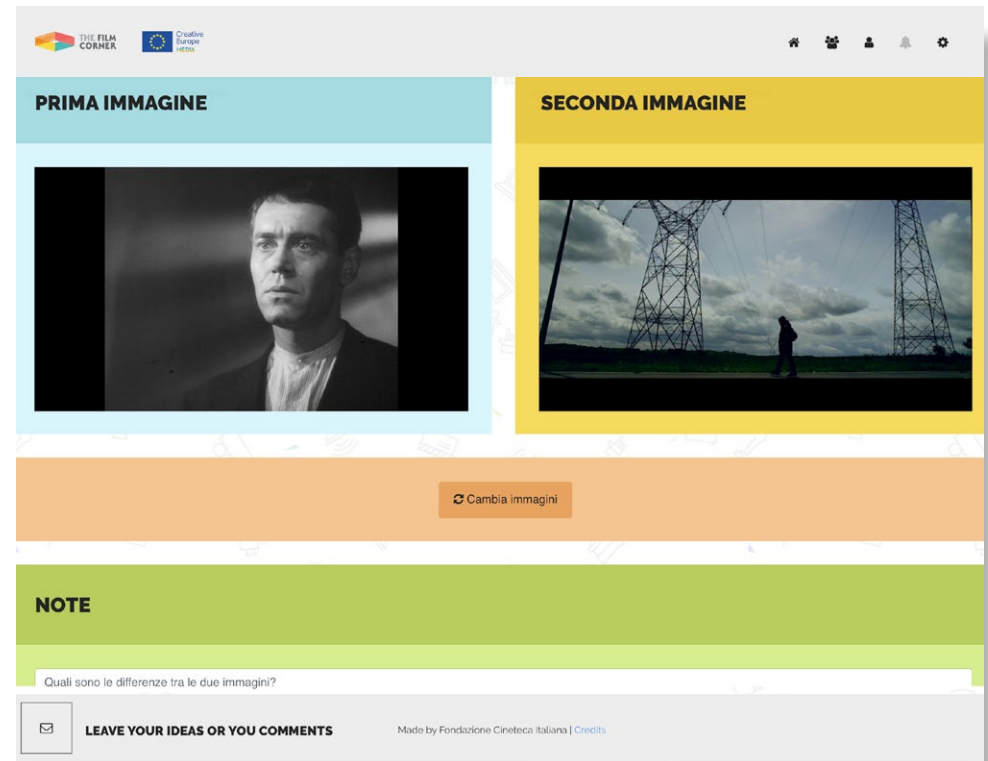 THE FILM
CORNER
Creative
Europe
MEDIA
PRIMA IMMAGINE
SECONDA IMMAGINE
Cambia immagini
NOTE
Quali sono le differenze tra le due immagini?
LEAVE YOUR IDEAS OR YOU COMMENTS
Made by Fondazione Cineteca Italiana | Credits